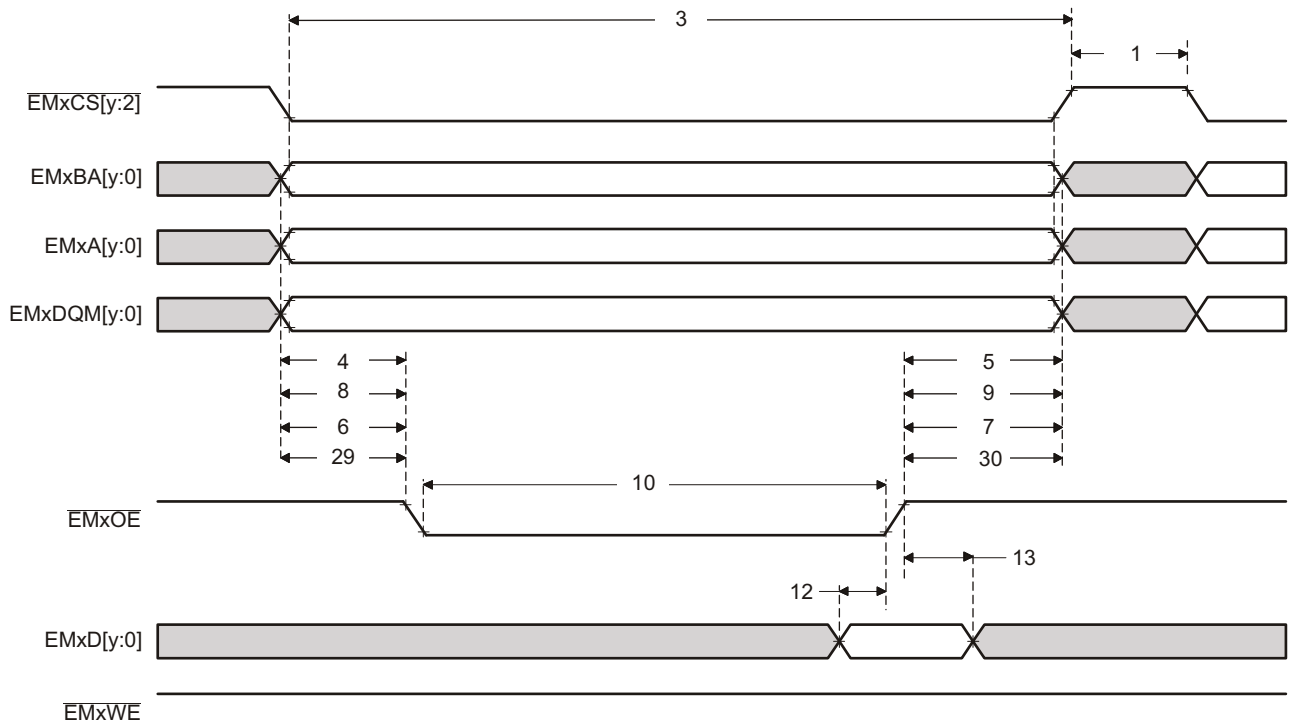 3
1
EMxCS[y:2]
EMxBA[y:0]
EMxA[y:0]
EMxDQM[y:0]
4 5
8 9
6 7
29 30
10
EMxOE
13
12
EMxD[y:0]
EMxWE